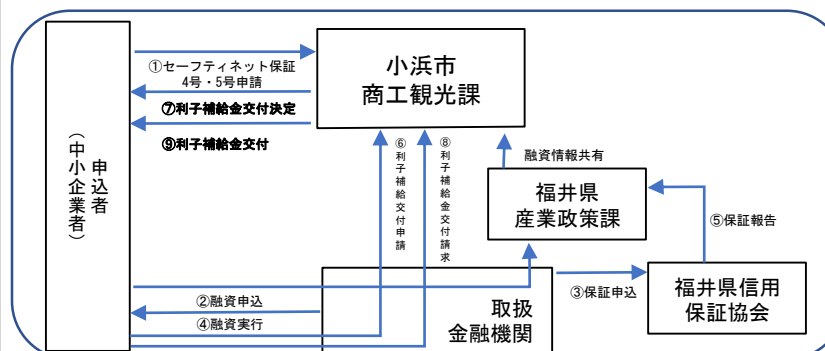 申込者
（中小企業者）
①セーフティネット保証
4号・5号申請
⑦利子補給金交付決定
⑨利子補給金交付
小浜市
商工観光課
⑥利子補給交付申請
⑧利子補給金交付請求
融資情報共有
福井県
産業政策課
⑤保証報告
②融資申込
④融資実行
取扱
金融機関
③保証申込
福井県信用
保証協会